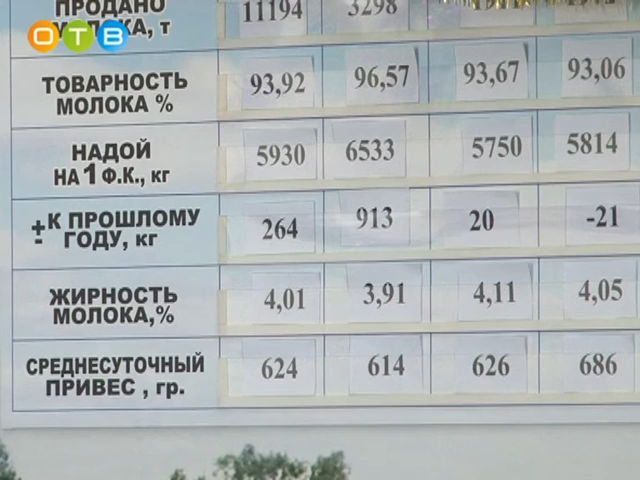 ПРОДАНО 11194 3298
МОЛОКА, т
ОТВ
ТОВАРНОСТЬ МОЛОКА % 93,92 96,57 93,67 93,06
НАДОЙ НА 1 Ф.К., кг 5930 6533 5750 5814
± К ПРОШЛОМУ ГОДУ, кг 264 913 20 -21
ЖИРНОСТЬ МОЛОКА,% 4,01 3,91 4,11 4,05
СРЕДНЕСУТОЧНЫЙ ПРИВЕС , гр. 624 614 626 686